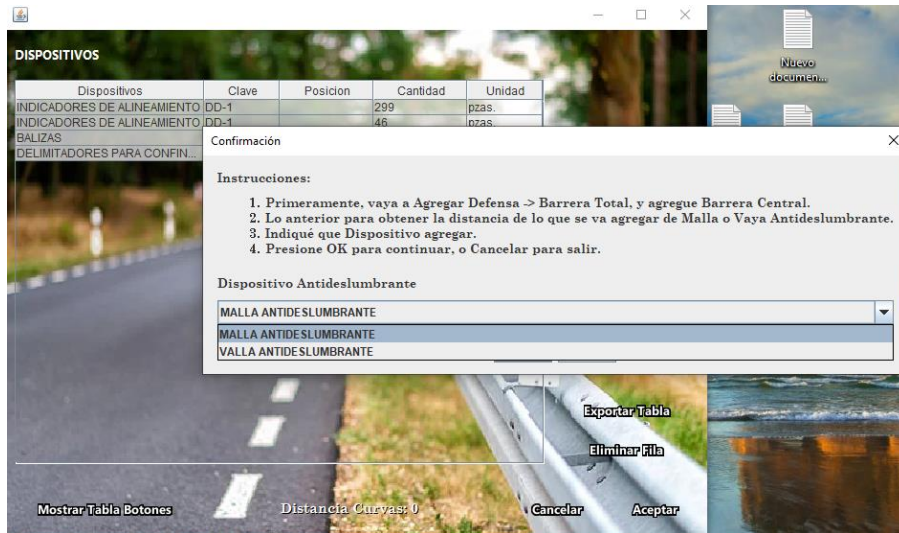 Nuevo
documen...
DISPOSITIVOS
Dispositivos Clave Posicion Cantidad Unidad
INDICADORES DE ALINEAMIENTO DD-1 299 pzas.
INDICADORES DE ALINEAMIENTO DD-1 46 pzas.
BALIZAS
DELIMITADORES PARA CONFIN...
Confirmación
Instrucciones:
1. Primeramente, vaya a Agregar Defensa -> Barrera Total, y agregue Barrera Central.
2. Lo anterior para obtener la distancia de lo que se va agregar de Malla o Vaya Antideslumbrante.
3. Indiqué que Dispositivo agregar.
4. Presione OK para continuar, o Cancelar para salir.
Dispositivo Antideslumbrante
MALLA ANTIDESLUMBRANTE
MALLA ANTIDESLUMBRANTE
VALLA ANTIDESLUMBRANTE
Exportar Tabla
Eliminar Fila
Mostrar Tabla Botones
Distancia Curvas: 0
Cancelar
Aceptar